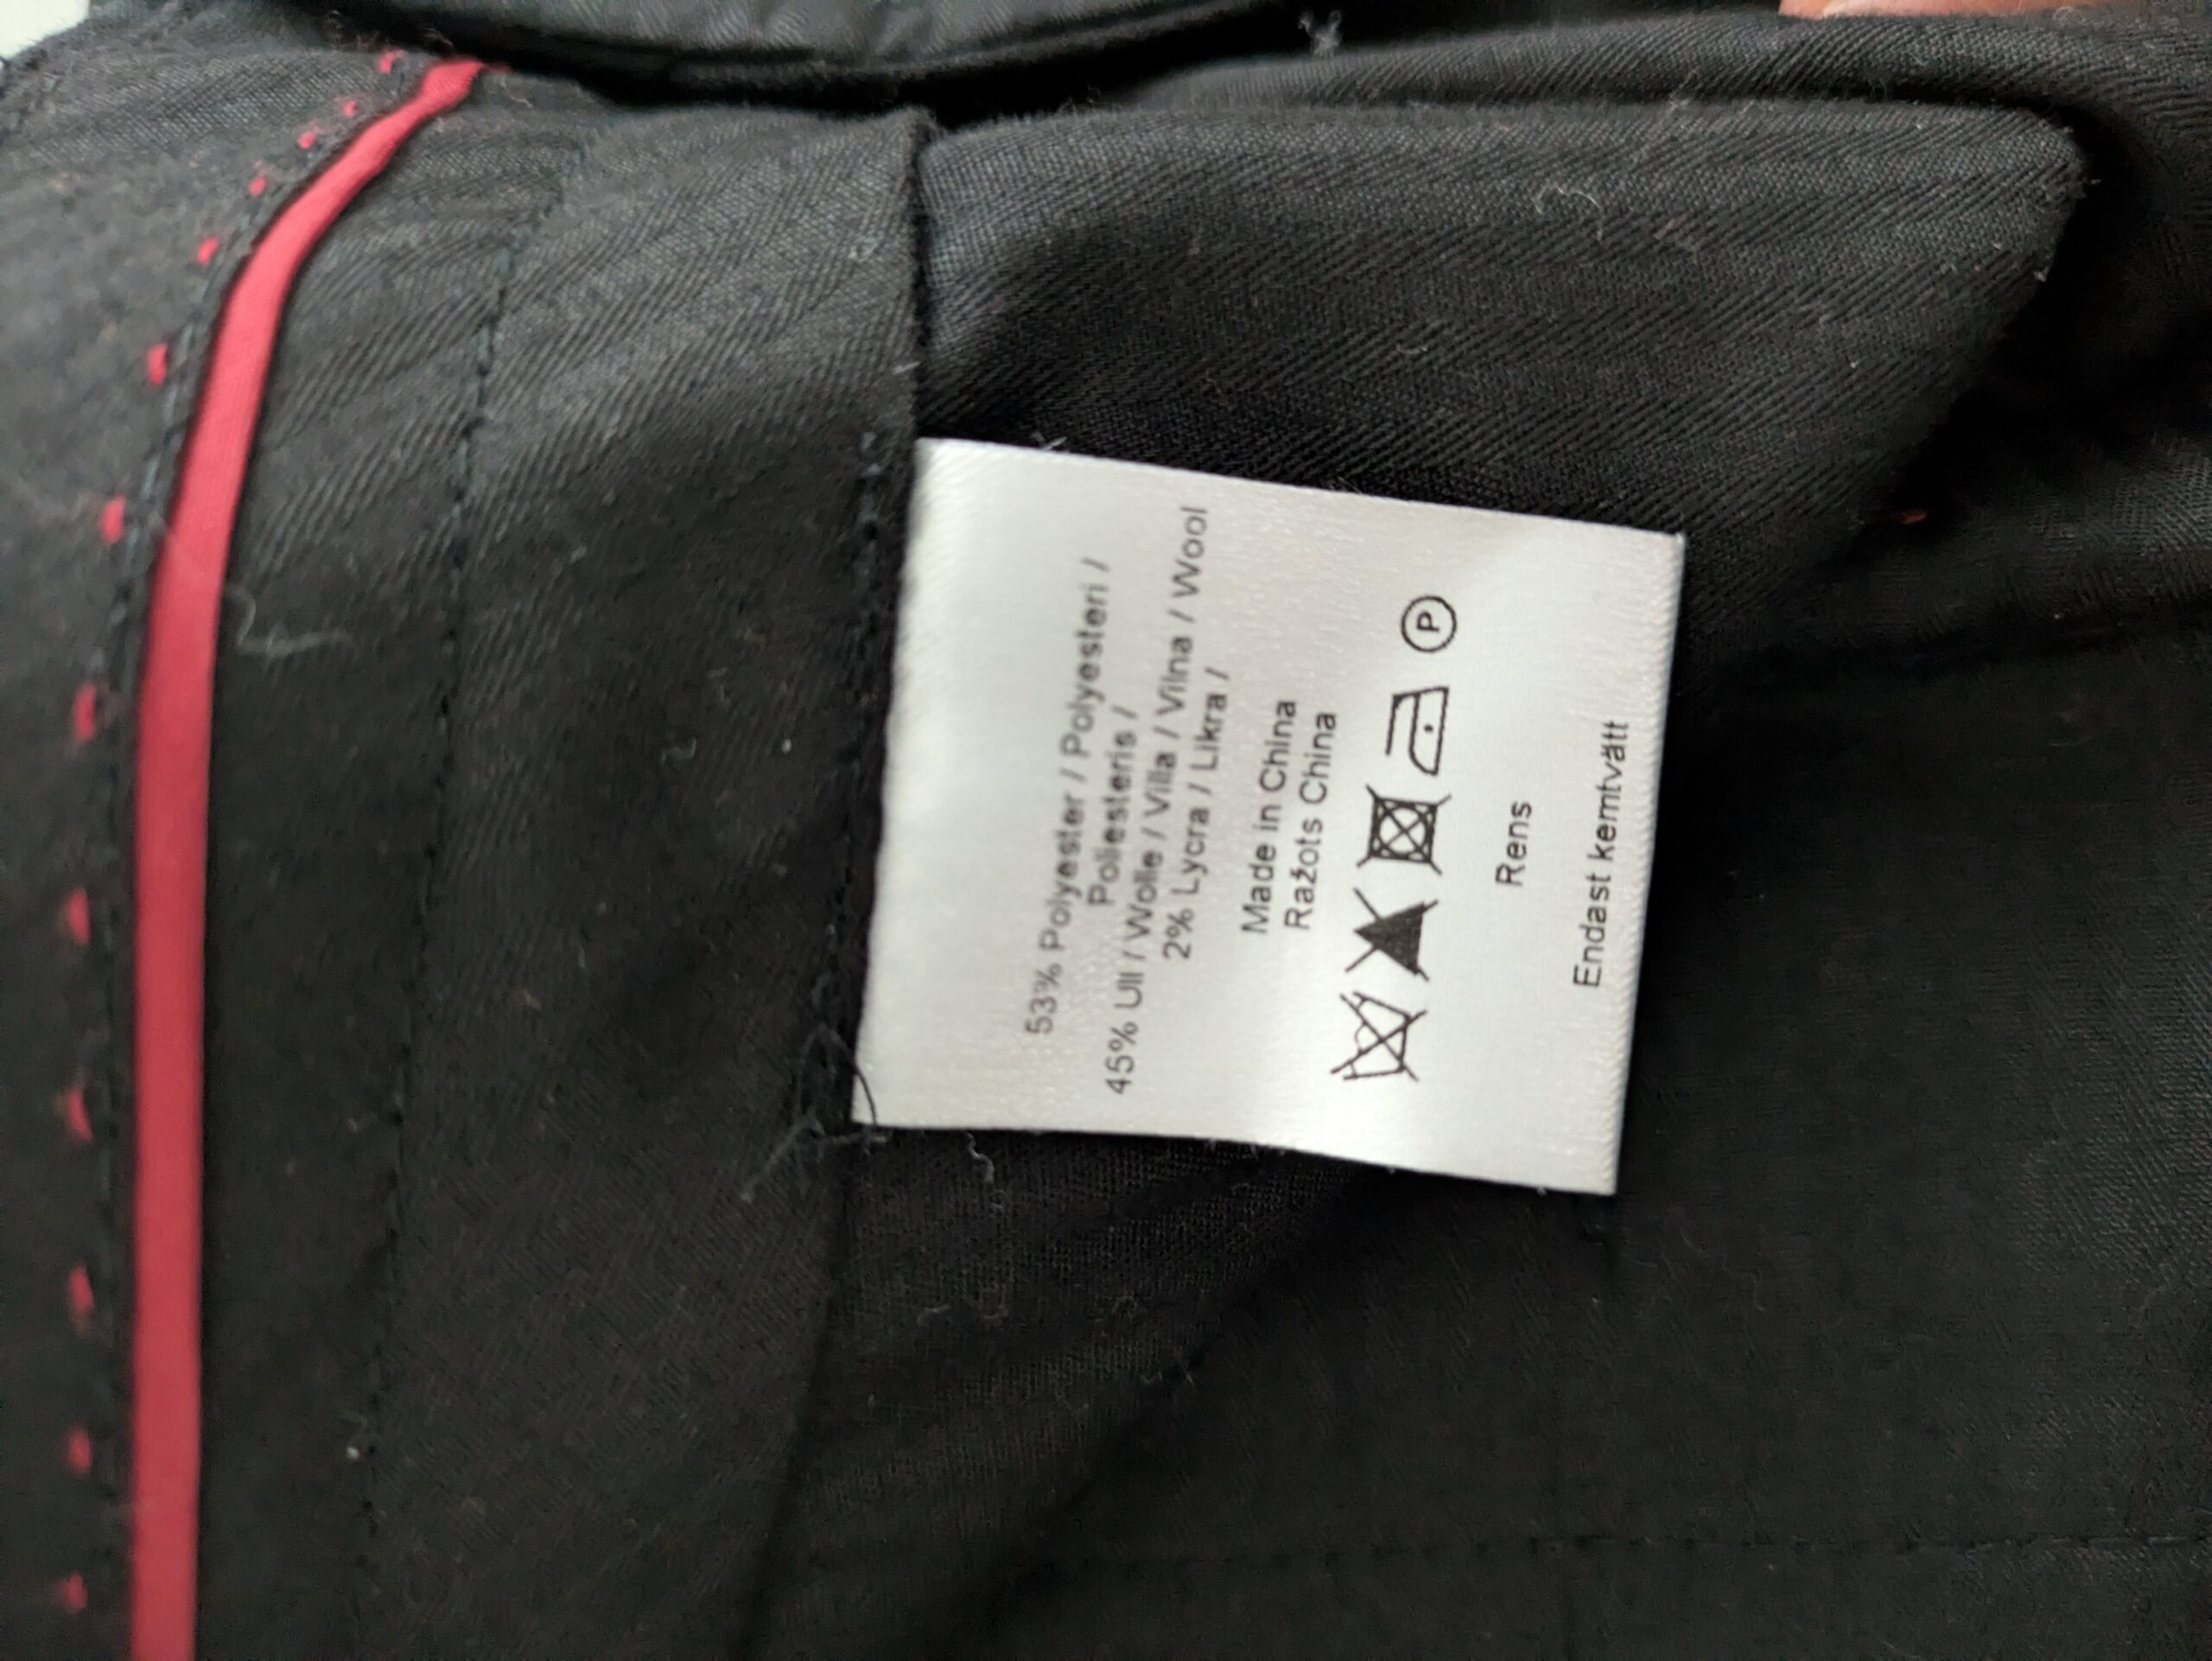 53% Polyester / Polyesteri /
Poliesteris /
45% Ull / Wolle / Villa / Vilna / Wool
2% Lycra / Likra /
Made in China
Ražots China
P
Rens
Endast kemtvätt